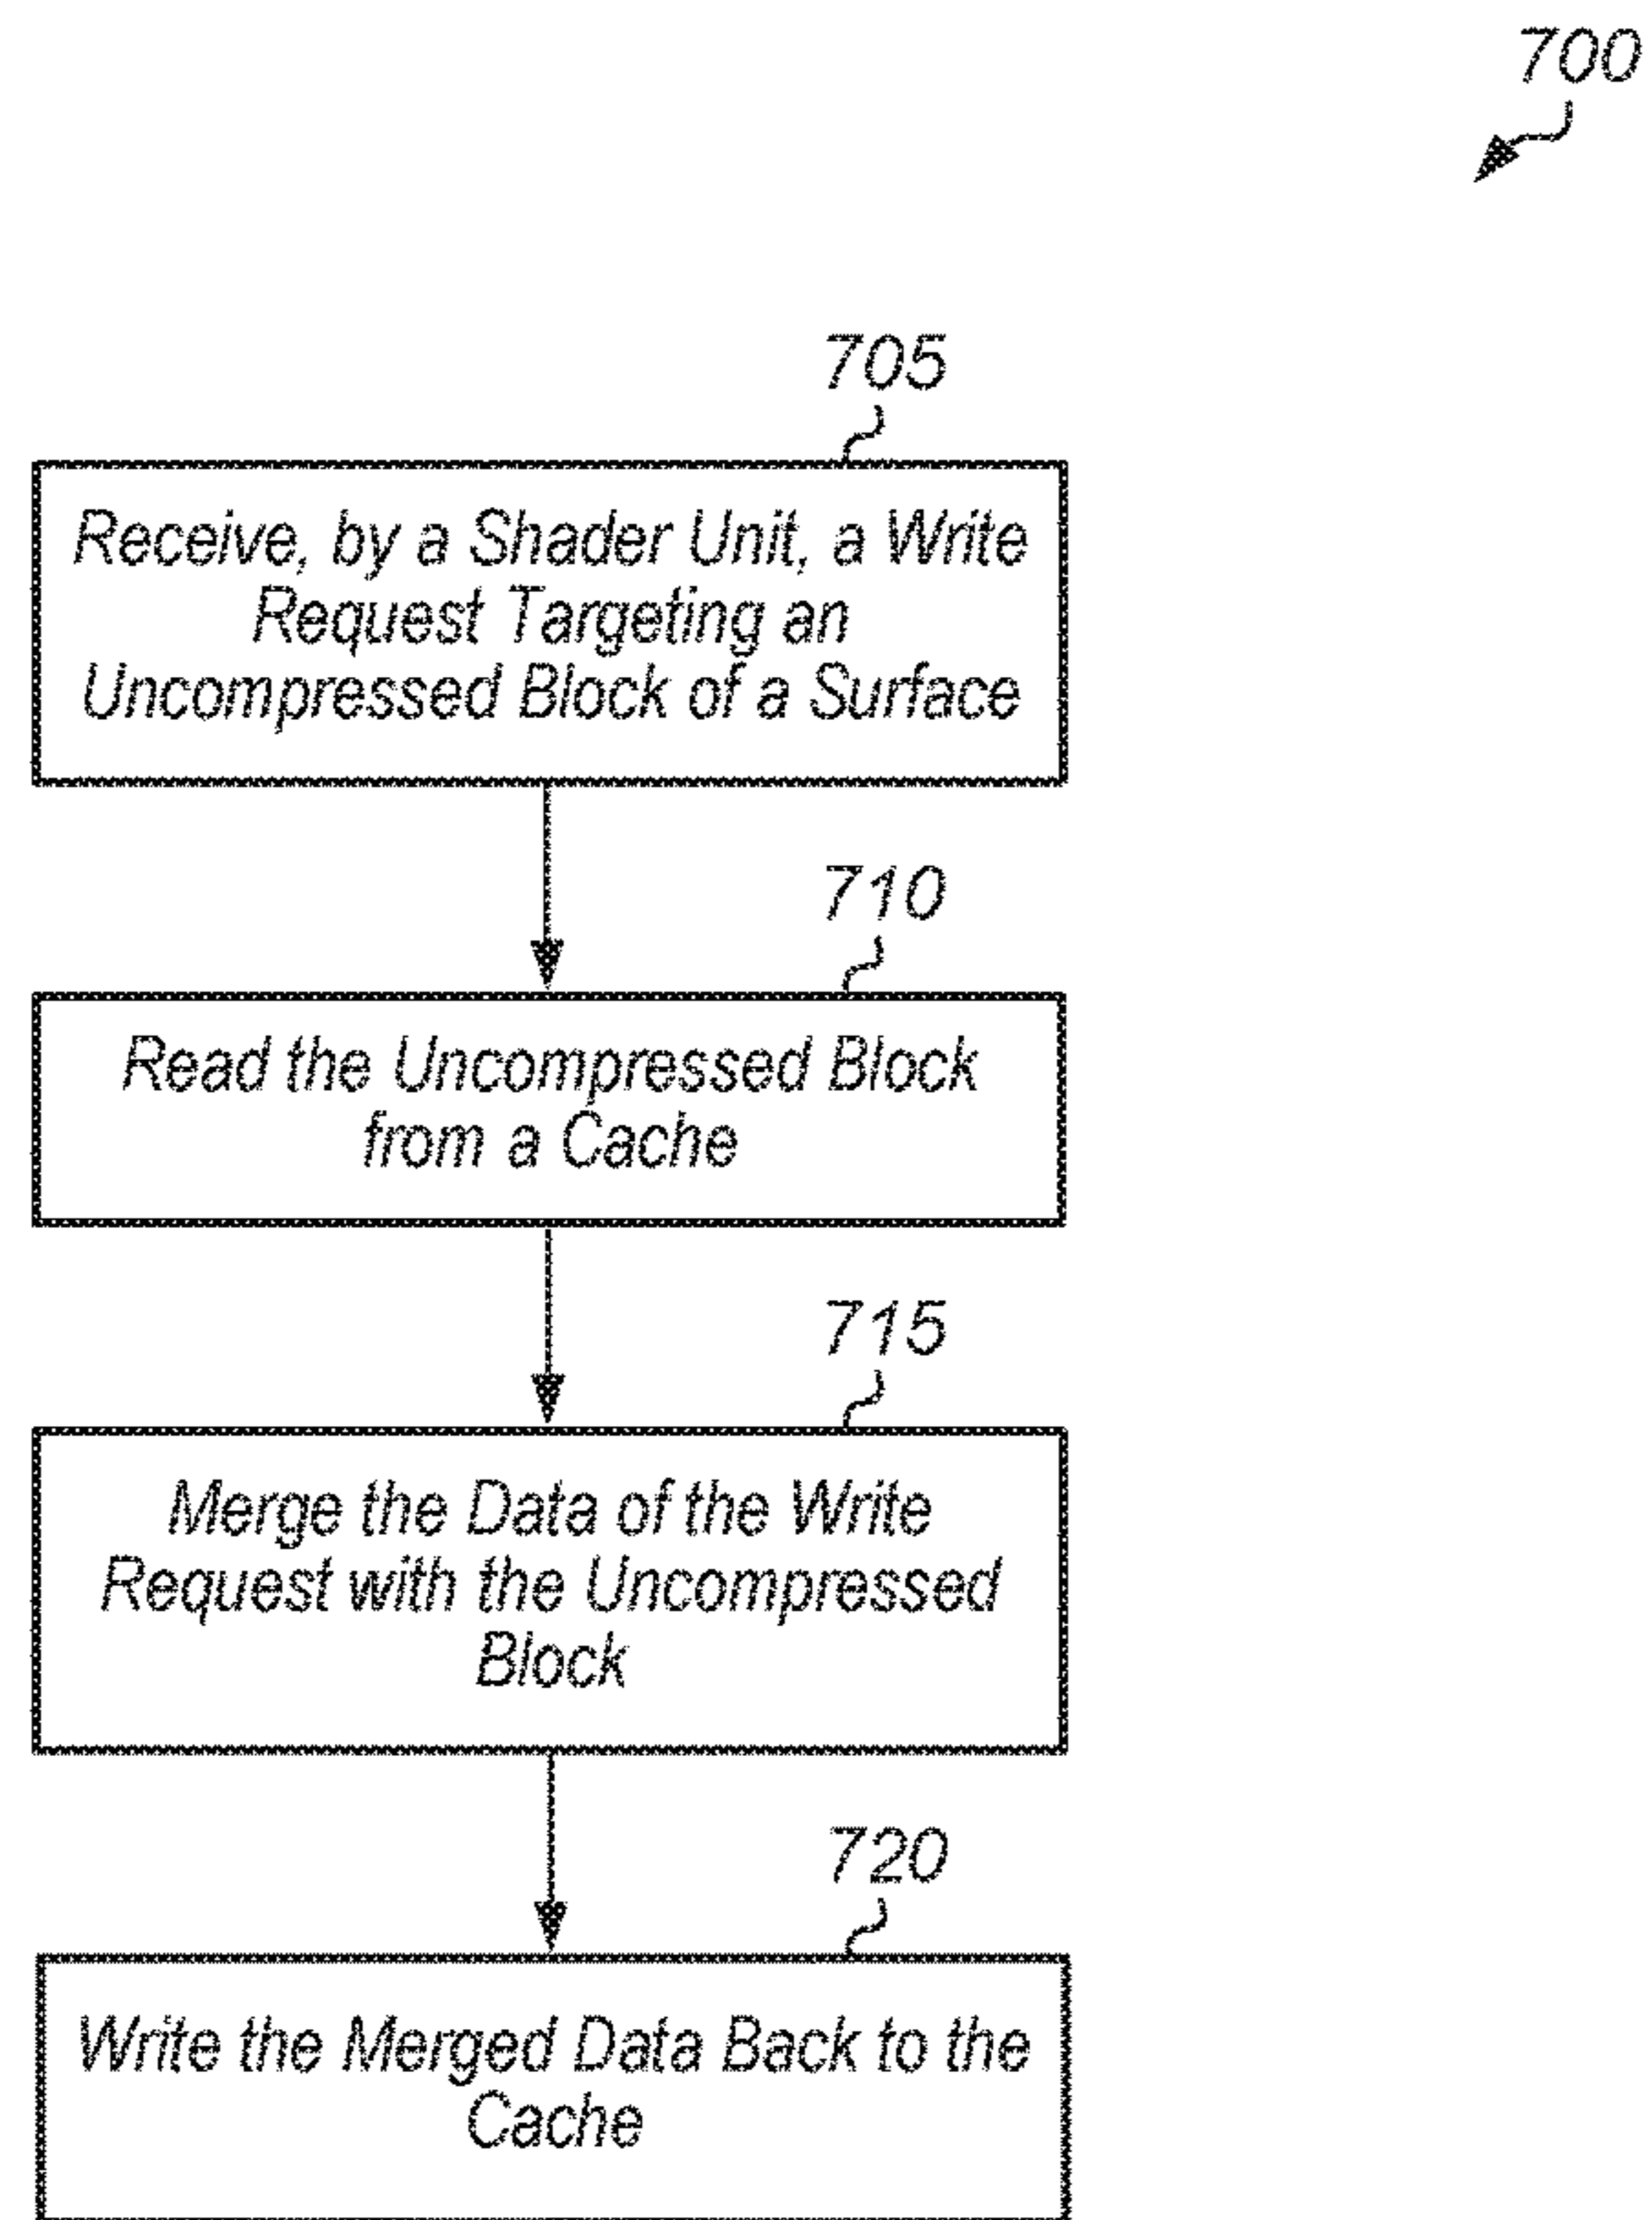 700
705
Receive, by a Shader Unit, a Write
Request Targeting an
Uncompressed Block of a Surface
710
Read the Uncompressed Block
from a Cache
715
Merge the Data of the Write
Request with the Uncompressed
Block
720
Write the Merged Data Back to the
Cache